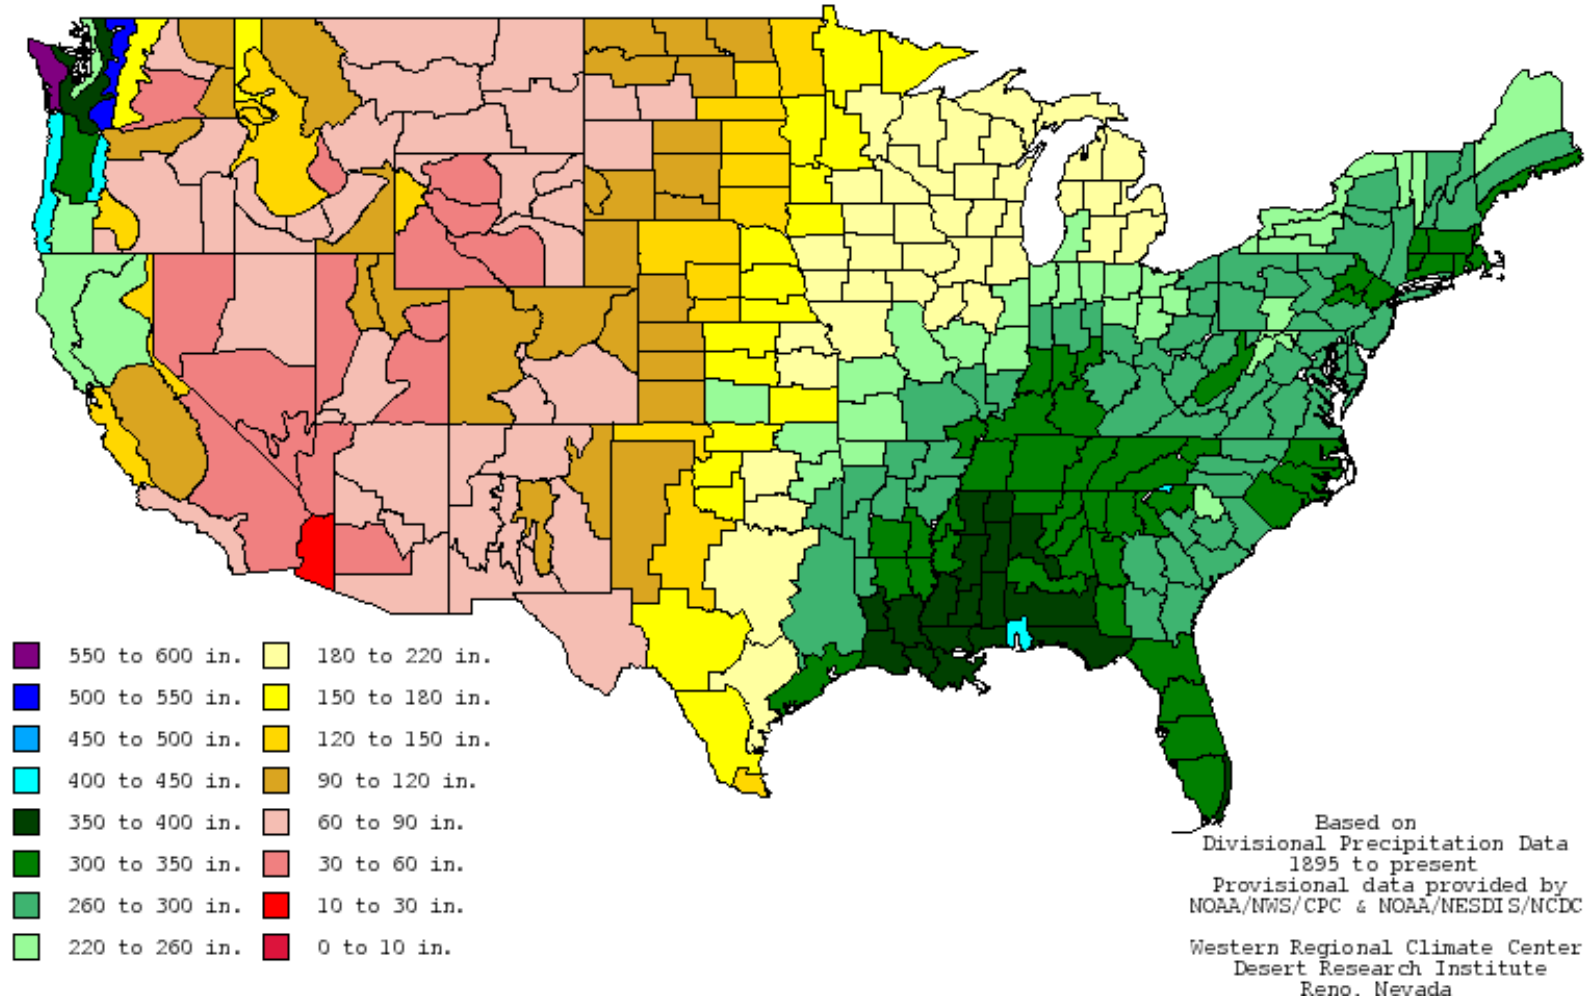 550 to 600 in.
500 to 550 in.
450 to 500 in.
400 to 450 in.
350 to 400 in.
300 to 350 in.
260 to 300 in.
220 to 260 in.
180 to 220 in.
150 to 180 in.
120 to 150 in.
90 to 120 in.
60 to 90 in.
30 to 60 in.
10 to 30 in.
0 to 10 in.
Based on
Divisional Precipitation Data
1895 to present
Provisional data provided by
NOAA/NWS/CPC & NOAA/NESDIS/NCDC
Western Regional Climate Center
Desert Research Institute
Reno, Nevada